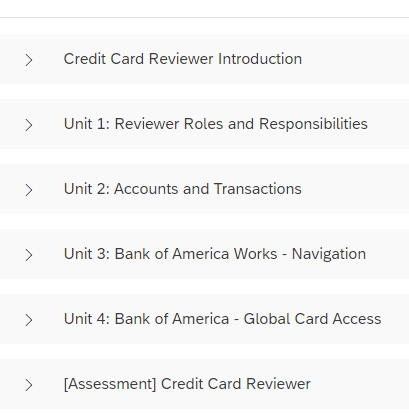 Credit Card Reviewer Introduction
Unit 1: Reviewer Roles and Responsibilities
Unit 2: Accounts and Transactions
Unit 3: Bank of America Works - Navigation
Unit 4: Bank of America - Global Card Access
[Assessment] Credit Card Reviewer